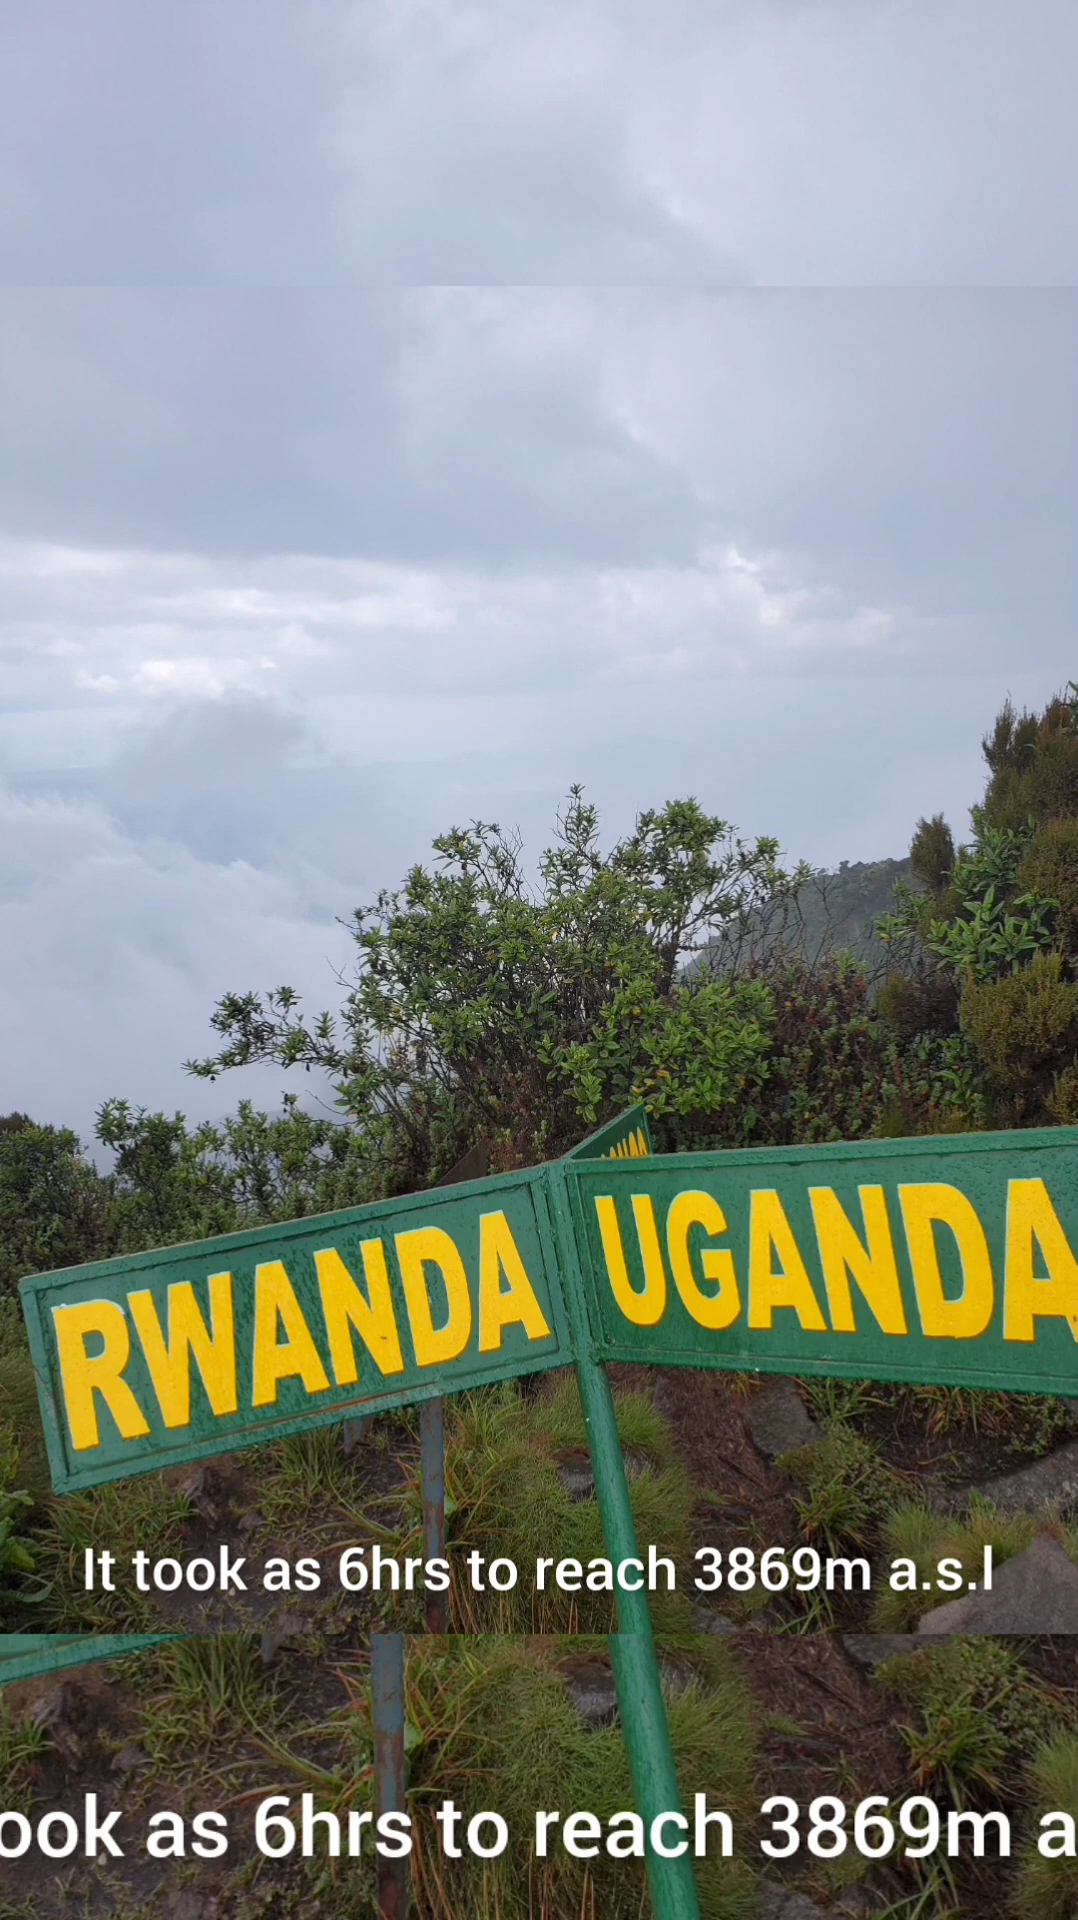 RWANDA
UGANDA
It took as 6hrs to reach 3869m a.s.l
ook as 6hrs to reach 3869m a